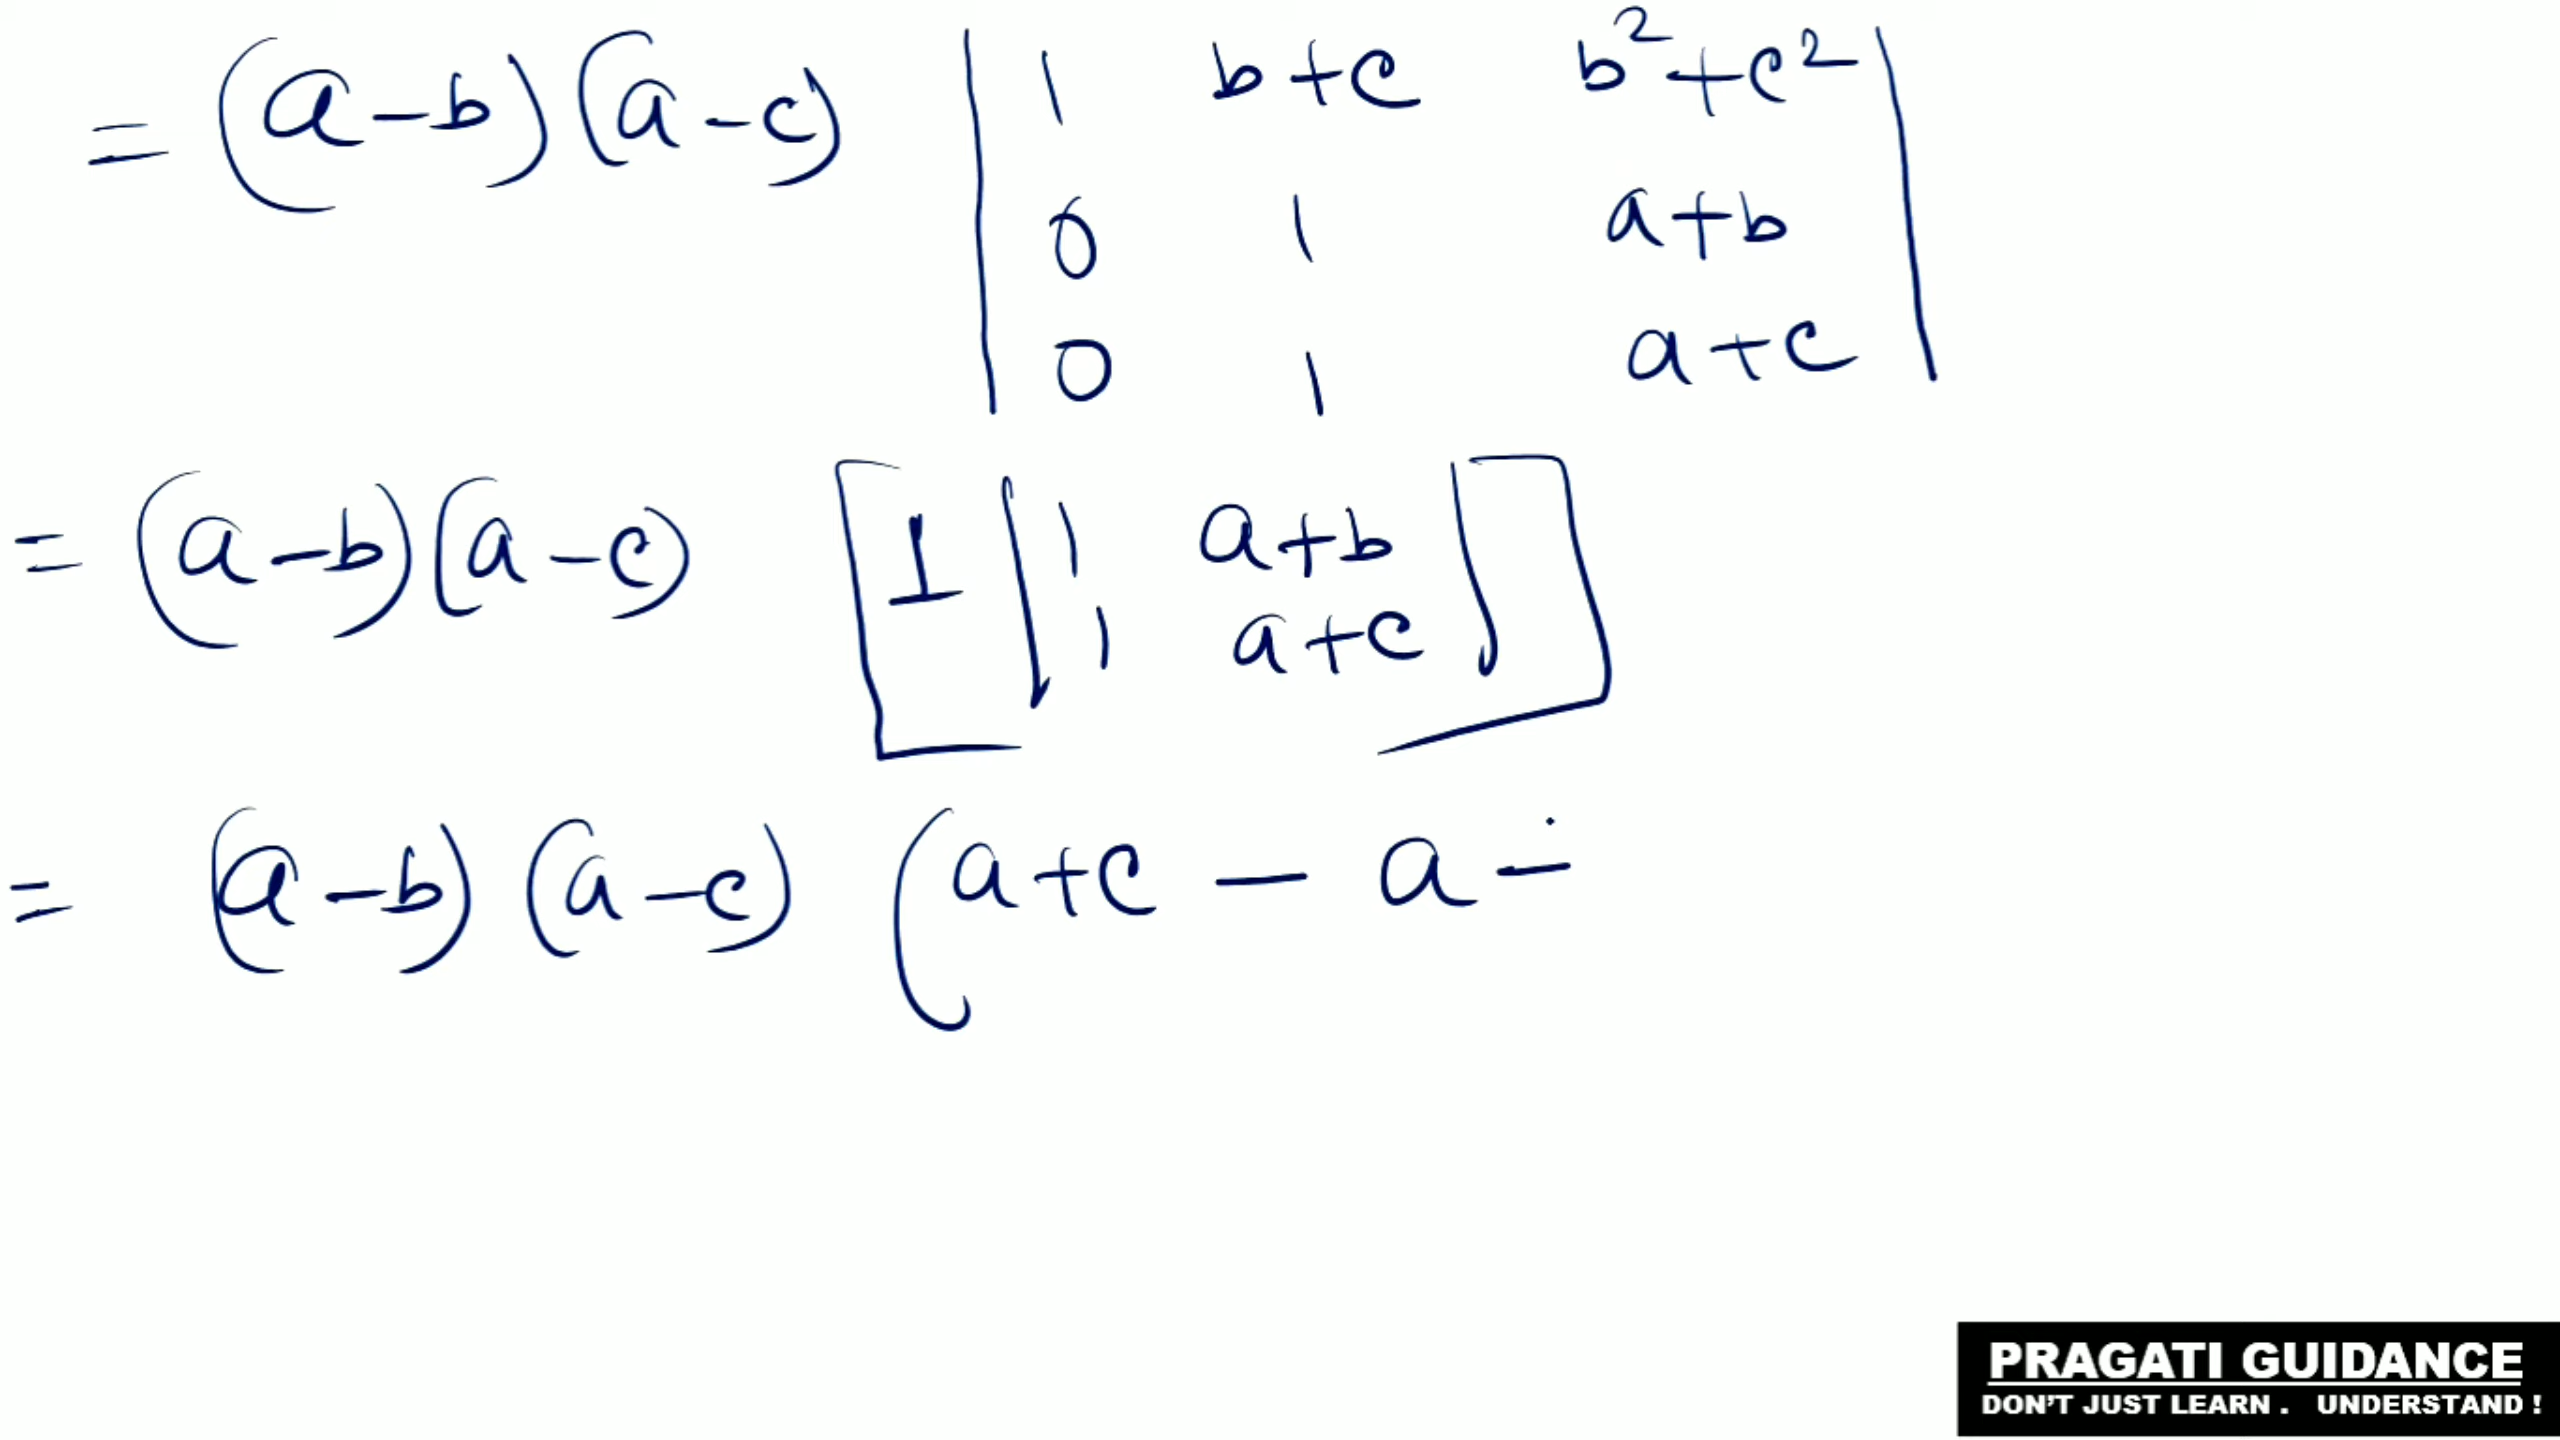 = (a-b)(a-c) | 1 b+c b²+c² |
0 1 a+b
0 1 a+c
= (a-b)(a-c) [ 1 | 1 a+b | ]
1 a+c
= (a-b)(a-c) (a+c - a -
PRAGATI GUIDANCE
DON'T JUST LEARN. UNDERSTAND!